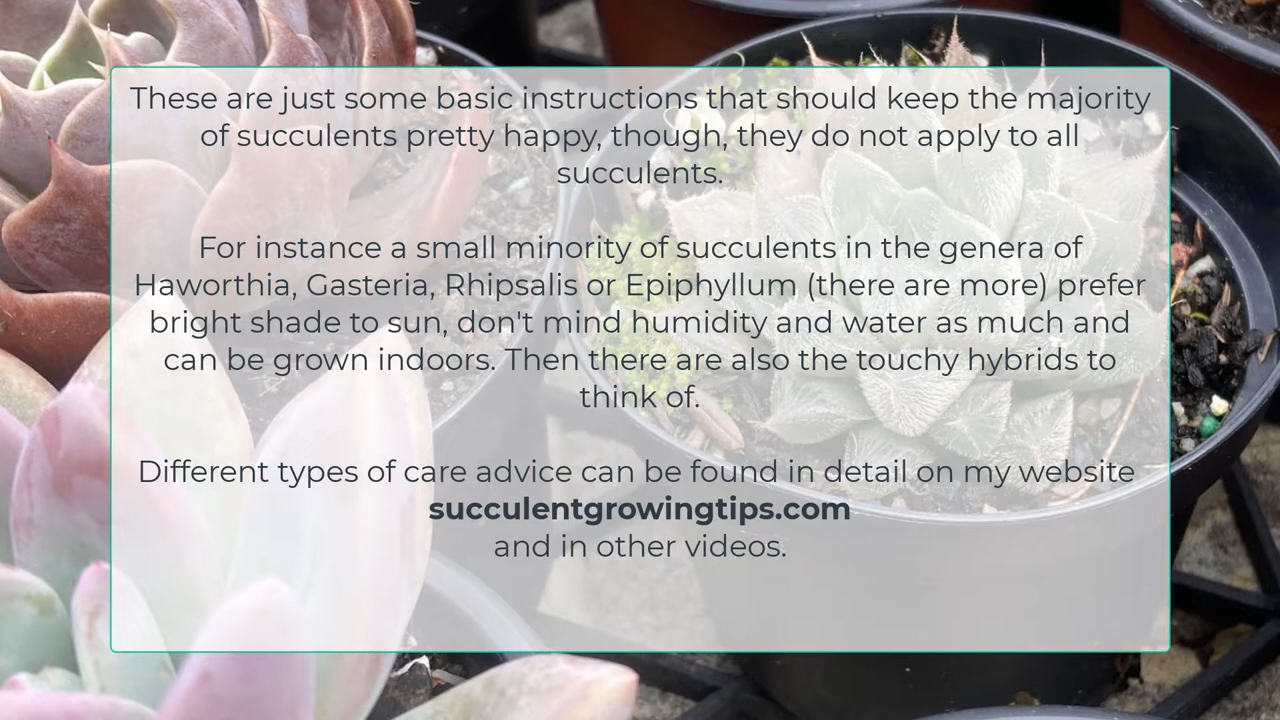 These are just some basic instructions that should keep the majority
of succulents pretty happy, though, they do not apply to all
succulents.
For instance a small minority of succulents in the genera of
Haworthia, Gasteria, Rhipsalis or Epiphyllum (there are more) prefer
bright shade to sun, don't mind humidity and water as much and
can be grown indoors. Then there are also the touchy hybrids to
think of.
Different types of care advice can be found in detail on my website
succulentgrowingtips.com
and in other videos.